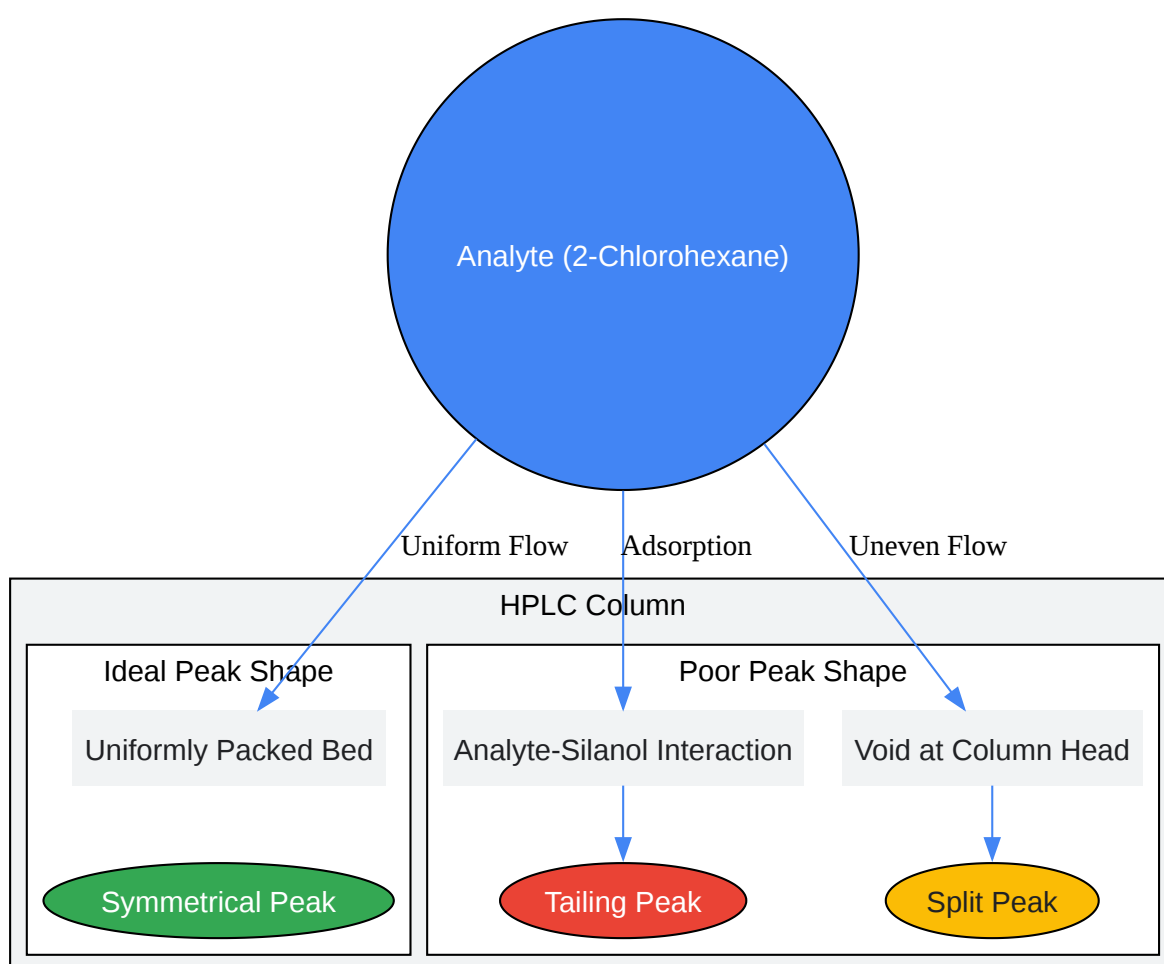 Analyte (2-Chlorohexane)
Uniform Flow
Adsorption
Uneven Flow
HPLC Column
Ideal Peak Shape
Poor Peak Shape
Uniformly Packed Bed
Analyte-Silanol Interaction
Void at Column Head
Symmetrical Peak
Tailing Peak
Split Peak